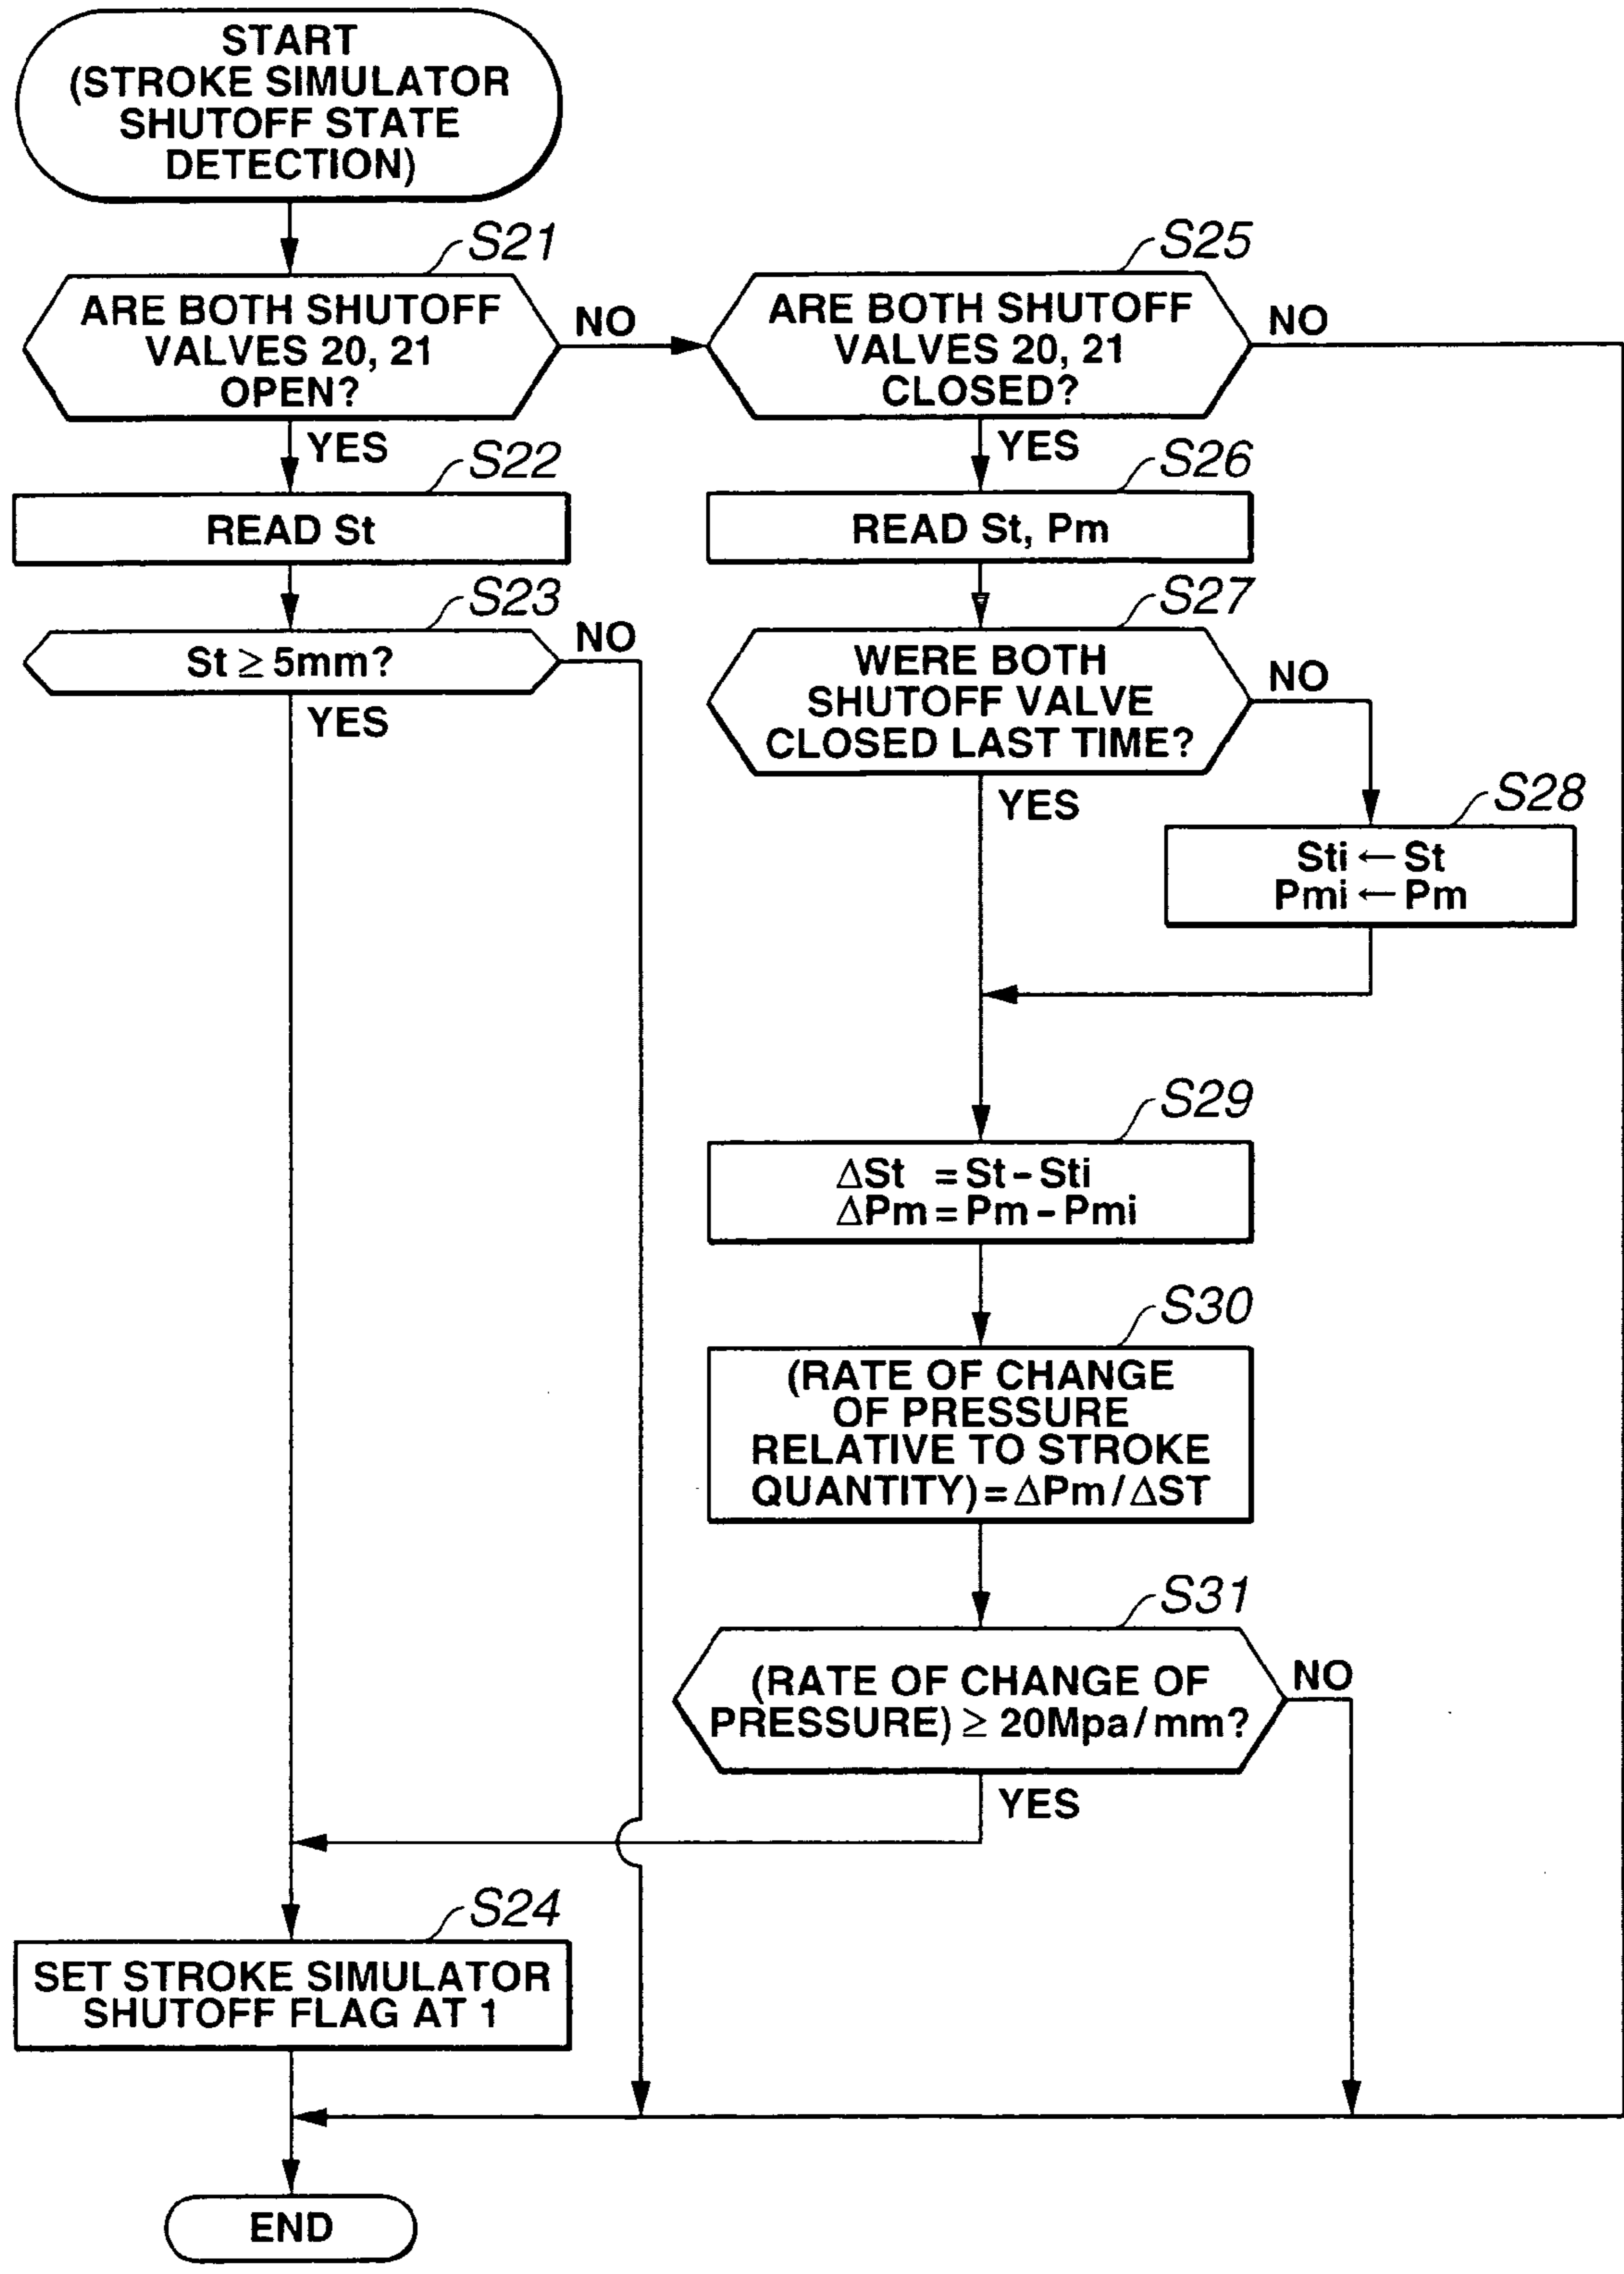 START
(STROKE SIMULATOR
SHUTOFF STATE
DETECTION)
S21
ARE BOTH SHUTOFF
VALVES 20, 21
OPEN?
NO
YES
S22
READ St
S23
St ≥ 5mm?
NO
YES
S25
ARE BOTH SHUTOFF
VALVES 20, 21
CLOSED?
NO
YES
S26
READ St, Pm
S27
WERE BOTH
SHUTOFF VALVE
CLOSED LAST TIME?
NO
YES
S28
Sti ← St
Pmi ← Pm
S29
ΔSt = St - Sti
ΔPm = Pm - Pmi
S30
(RATE OF CHANGE
OF PRESSURE
RELATIVE TO STROKE
QUANTITY) = ΔPm / ΔST
S31
(RATE OF CHANGE OF
PRESSURE) ≥ 20Mpa/mm?
NO
YES
S24
SET STROKE SIMULATOR
SHUTOFF FLAG AT 1
END